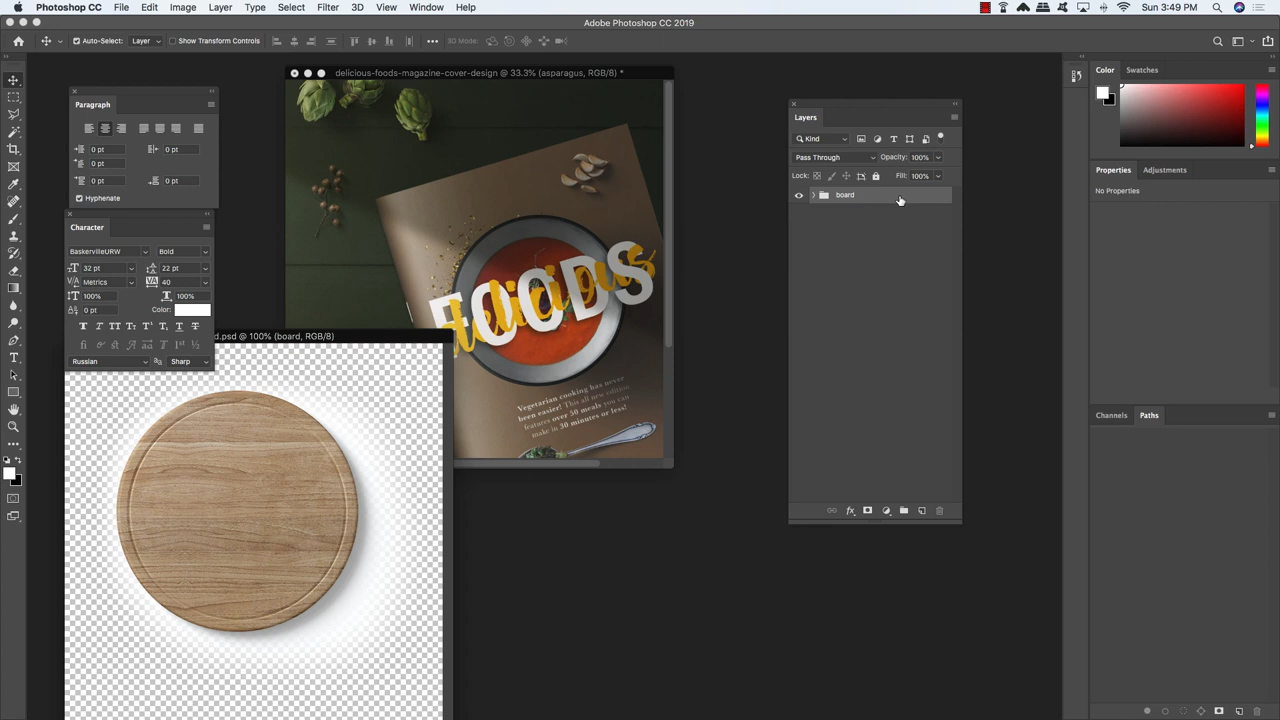 Photoshop CC File Edit Image Layer Type Select Filter 3D View Window Help Sun 3:49 PM
Adobe Photoshop CC 2019
Auto-Select: Layer Show Transform Controls 3D Mode:
delicious-foods-magazine-cover-design @ 33.3% (asparagus, RGB/8) *
Paragraph
0 pt 0 pt
0 pt
0 pt 0 pt
Hyphenate
Character
BaskervilleURW Bold
32 pt 22 pt
Metrics 40
100% 100%
0 pt Color:
Russian Sharp
d.psd @ 100% (board, RGB/8)
FOODS
delicious
Vegetarian cooking has never
been easier! This all new edition
features over 50 meals you can
make in 30 minutes or less!
Layers
Kind
Pass Through Opacity: 100%
Lock: Fill: 100%
board
Color Swatches
Properties Adjustments
No Properties
Channels Paths